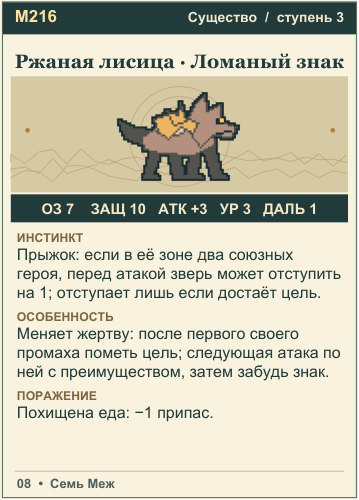 M216
Существо / ступень 3
Ржаная лисица · Ломаный знак
ОЗ 7 ЗАЩ 10 АТК +3 УР 3 ДАЛЬ 1
ИНСТИНКТ
Прыжок: если в её зоне два союзных
героя, перед атакой зверь может отступить
на 1; отступает лишь если достаёт цель.
ОСОБЕННОСТЬ
Меняет жертву: после первого своего
промаха пометь цель; следующая атака по
ней с преимуществом, затем забудь знак.
ПОРАЖЕНИЕ
Похищена еда: −1 припас.
08 • Семь Меж